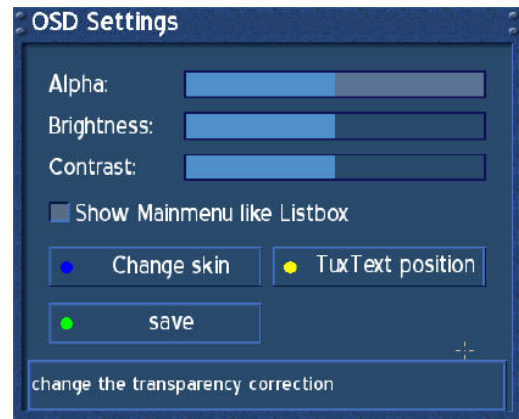 OSD Settings
Alpha:
Brightness:
Contrast:
Show Mainmenu like Listbox
Change skin
TuxText position
save
change the transparency correction